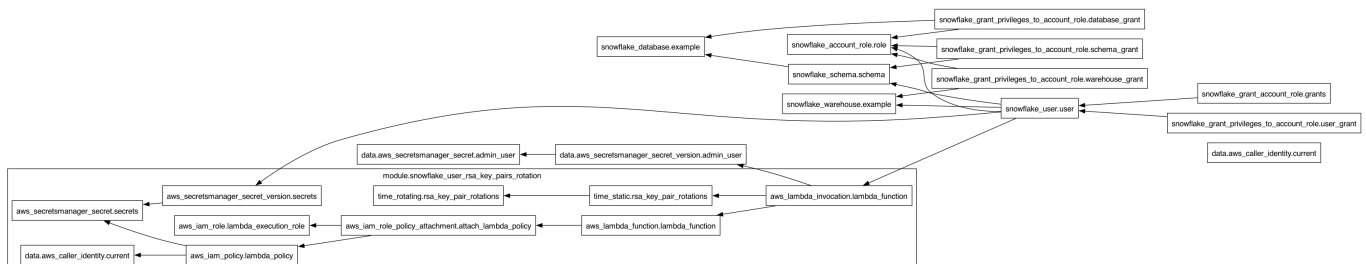 snowflake_grant_privileges_to_account_role.database_grant
snowflake_database.example
snowflake_account_role.role
snowflake_grant_privileges_to_account_role.schema_grant
snowflake_schema.schema
snowflake_grant_privileges_to_account_role.warehouse_grant
snowflake_warehouse.example
snowflake_user.user
snowflake_grant_account_role.grants
snowflake_grant_privileges_to_account_role.user_grant
data.aws_caller_identity.current
data.aws_secretsmanager_secret.admin_user
data.aws_secretsmanager_secret_version.admin_user
module.snowflake_user_rsa_key_pairs_rotation
aws_secretsmanager_secret_version.secrets
time_rotating.rsa_key_pair_rotations
time_static.rsa_key_pair_rotations
aws_lambda_invocation.lambda_function
aws_secretsmanager_secret.secrets
aws_iam_role.lambda_execution_role
aws_iam_role_policy_attachment.attach_lambda_policy
aws_lambda_function.lambda_function
data.aws_caller_identity.current
aws_iam_policy.lambda_policy